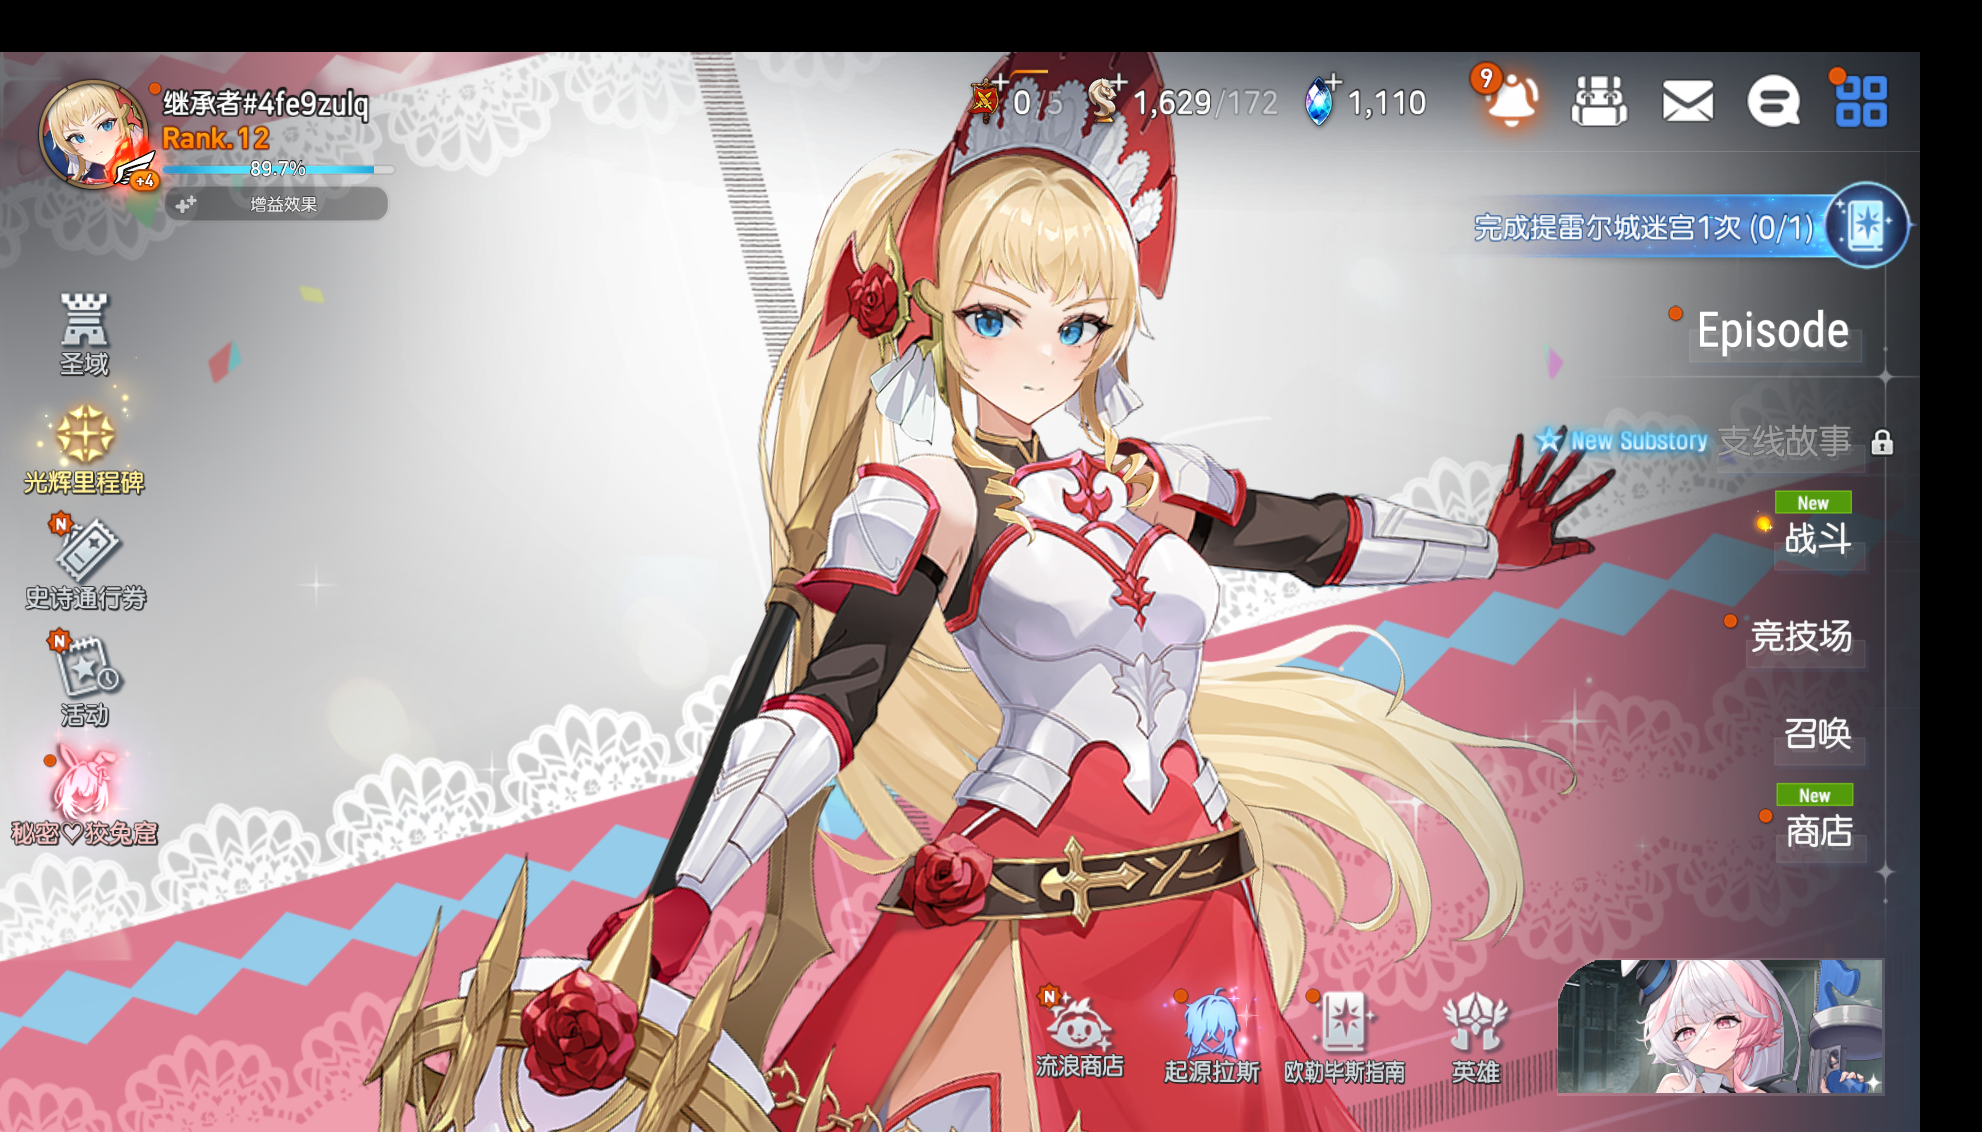 继承者#4fe9zulq
Rank.12
89.7%
+4
增益效果
0/5
1,629/172
1,110
9
完成提雷尔城迷宫1次 (0/1)
Episode
New Substory 支线故事
New
战斗
竞技场
召唤
New
商店
圣域
光辉里程碑
N
史诗通行券
N
活动
秘密♡狡兔窟
N
流浪商店
起源拉斯
欧勒毕斯指南
英雄